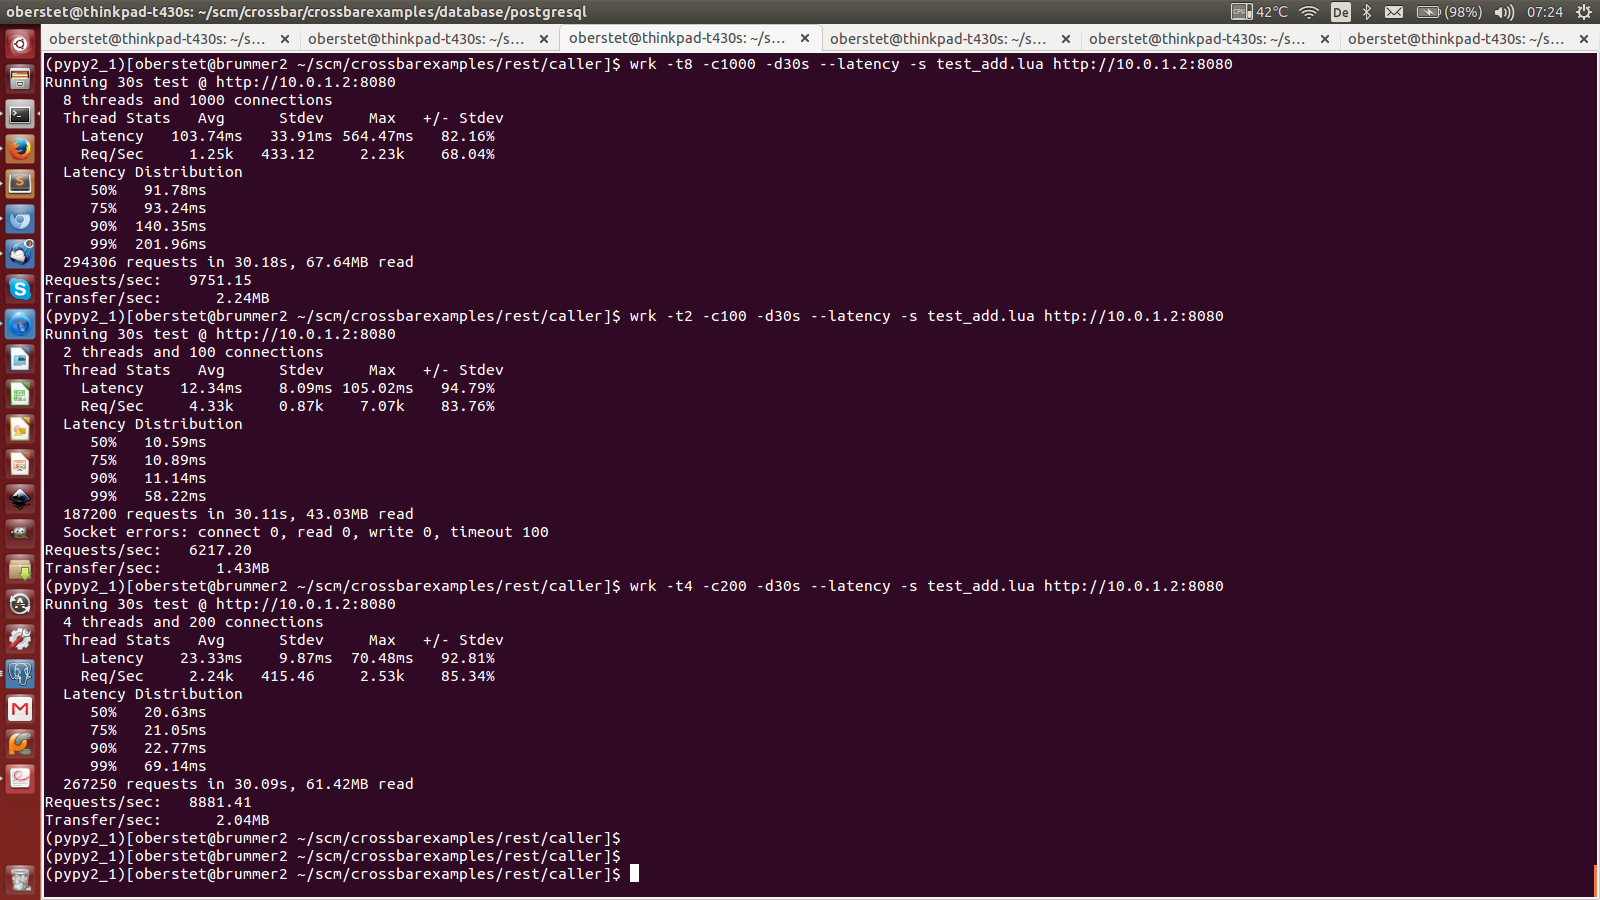 oberstet@thinkpad-t430s: ~/scm/crossbar/crossbarexamples/database/postgresql 42°C De (98%) 07:24
oberstet@thinkpad-t430s: ~/s... oberstet@thinkpad-t430s: ~/s... oberstet@thinkpad-t430s: ~/s... oberstet@thinkpad-t430s: ~/s... oberstet@thinkpad-t430s: ~/s... oberstet@thinkpad-t430s: ~/s...
(pypy2_1)[oberstet@brummer2 ~/scm/crossbarexamples/rest/caller]$ wrk -t8 -c1000 -d30s --latency -s test_add.lua http://10.0.1.2:8080
Running 30s test @ http://10.0.1.2:8080
  8 threads and 1000 connections
  Thread Stats   Avg      Stdev     Max   +/- Stdev
    Latency   103.74ms   33.91ms 564.47ms   82.16%
    Req/Sec     1.25k   433.12     2.23k    68.04%
  Latency Distribution
     50%   91.78ms
     75%   93.24ms
     90%  140.35ms
     99%  201.96ms
  294306 requests in 30.18s, 67.64MB read
Requests/sec:   9751.15
Transfer/sec:      2.24MB
(pypy2_1)[oberstet@brummer2 ~/scm/crossbarexamples/rest/caller]$ wrk -t2 -c100 -d30s --latency -s test_add.lua http://10.0.1.2:8080
Running 30s test @ http://10.0.1.2:8080
  2 threads and 100 connections
  Thread Stats   Avg      Stdev     Max   +/- Stdev
    Latency    12.34ms    8.09ms 105.02ms   94.79%
    Req/Sec     4.33k     0.87k    7.07k    83.76%
  Latency Distribution
     50%   10.59ms
     75%   10.89ms
     90%   11.14ms
     99%   58.22ms
  187200 requests in 30.11s, 43.03MB read
  Socket errors: connect 0, read 0, write 0, timeout 100
Requests/sec:   6217.20
Transfer/sec:      1.43MB
(pypy2_1)[oberstet@brummer2 ~/scm/crossbarexamples/rest/caller]$ wrk -t4 -c200 -d30s --latency -s test_add.lua http://10.0.1.2:8080
Running 30s test @ http://10.0.1.2:8080
  4 threads and 200 connections
  Thread Stats   Avg      Stdev     Max   +/- Stdev
    Latency    23.33ms    9.87ms  70.48ms   92.81%
    Req/Sec     2.24k   415.46     2.53k    85.34%
  Latency Distribution
     50%   20.63ms
     75%   21.05ms
     90%   22.77ms
     99%   69.14ms
  267250 requests in 30.09s, 61.42MB read
Requests/sec:   8881.41
Transfer/sec:      2.04MB
(pypy2_1)[oberstet@brummer2 ~/scm/crossbarexamples/rest/caller]$
(pypy2_1)[oberstet@brummer2 ~/scm/crossbarexamples/rest/caller]$
(pypy2_1)[oberstet@brummer2 ~/scm/crossbarexamples/rest/caller]$